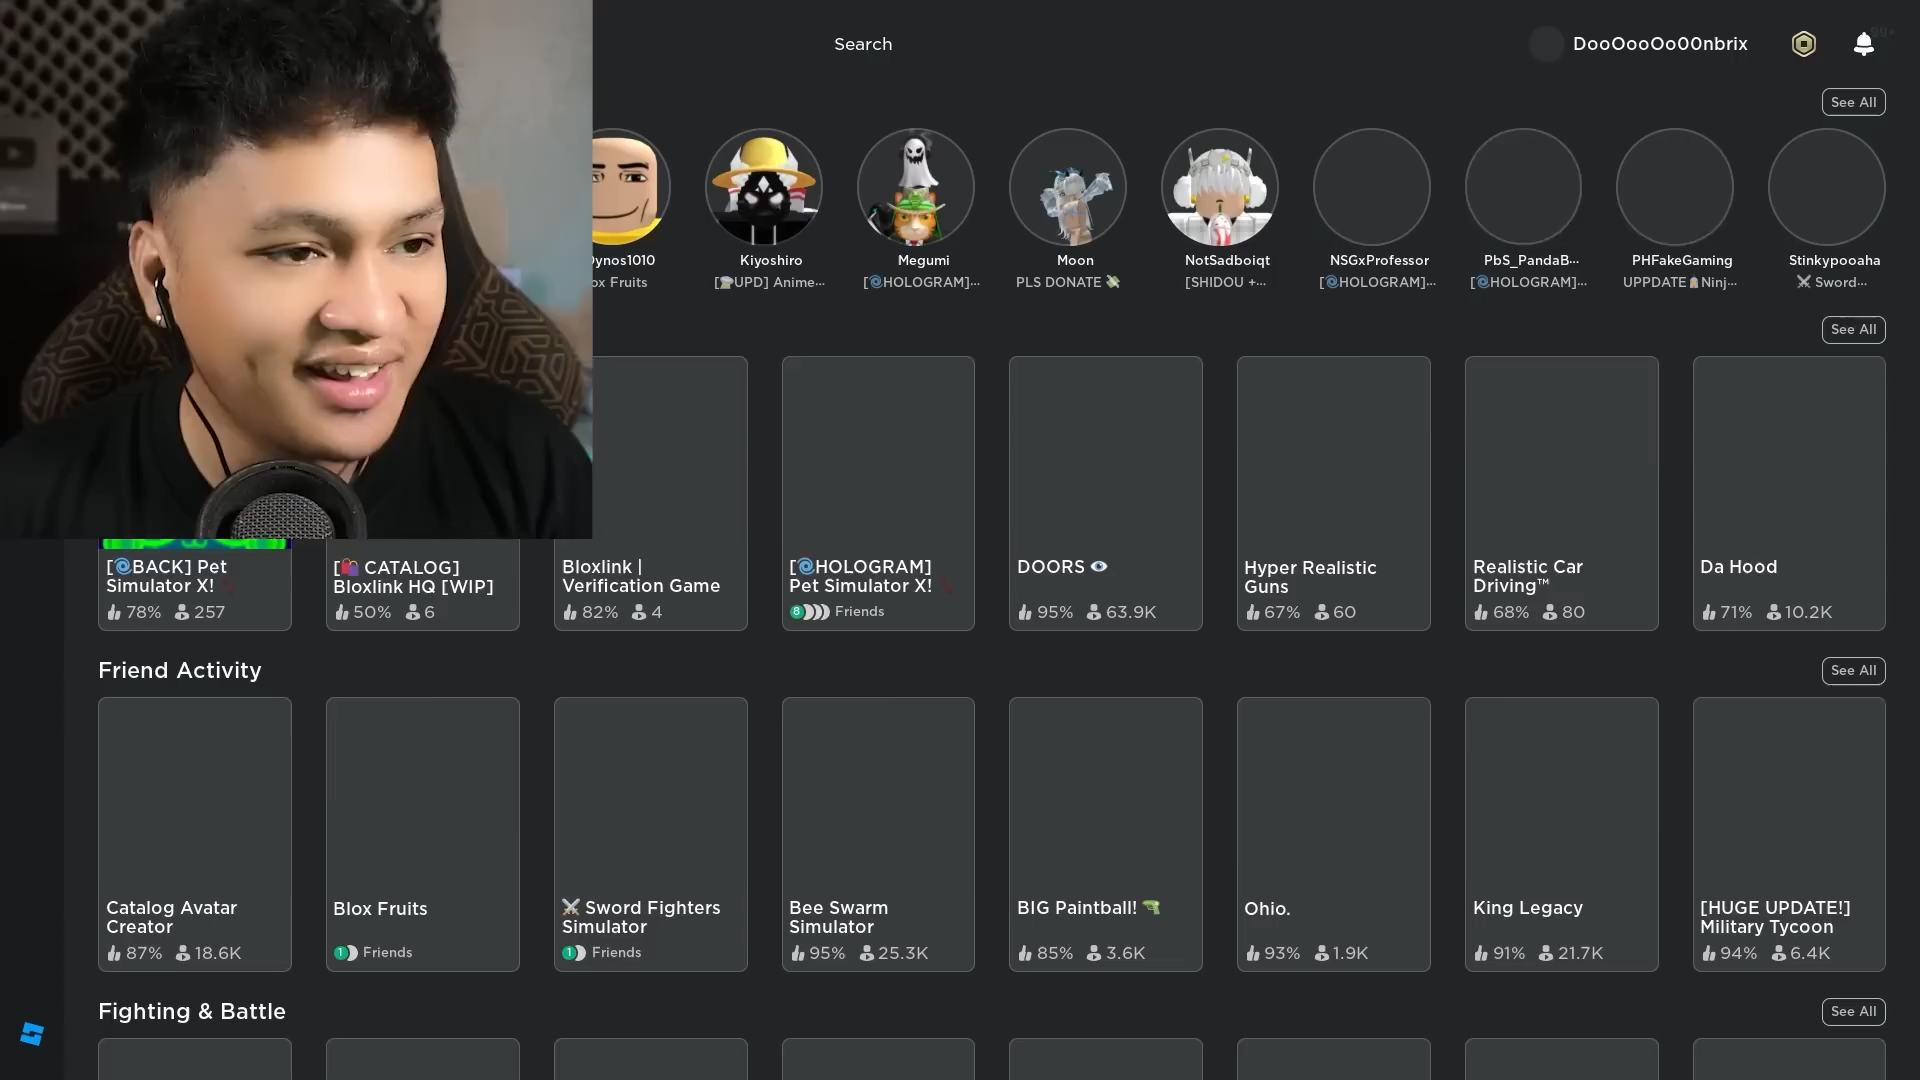 Search
DooOooOo00nbrix
See All
Dynos1010
Kiyoshiro
Megumi
Moon
NotSadboiqt
NSGxProfessor
PbS_PandaB...
PHFakeGaming
Stinkypooaha
ox Fruits
[UPD] Anime...
[🌀HOLOGRAM]...
PLS DONATE 💸
[SHIDOU +...
[🌀HOLOGRAM]...
[🌀HOLOGRAM]...
UPPDATE Ninj...
⚔️ Sword...
See All
[🌀BACK] Pet
Simulator X!
78% 257
[🛍️ CATALOG]
Bloxlink HQ [WIP]
50% 6
Bloxlink |
Verification Game
82% 4
[🌀HOLOGRAM]
Pet Simulator X!
8 Friends
DOORS 👁️
95% 63.9K
Hyper Realistic
Guns
67% 60
Realistic Car
Driving™
68% 80
Da Hood
71% 10.2K
Friend Activity
See All
Catalog Avatar
Creator
87% 18.6K
Blox Fruits
1 Friends
⚔️ Sword Fighters
Simulator
1 Friends
Bee Swarm
Simulator
95% 25.3K
BIG Paintball! 🔫
85% 3.6K
Ohio.
93% 1.9K
King Legacy
91% 21.7K
[HUGE UPDATE!]
Military Tycoon
94% 6.4K
Fighting & Battle
See All